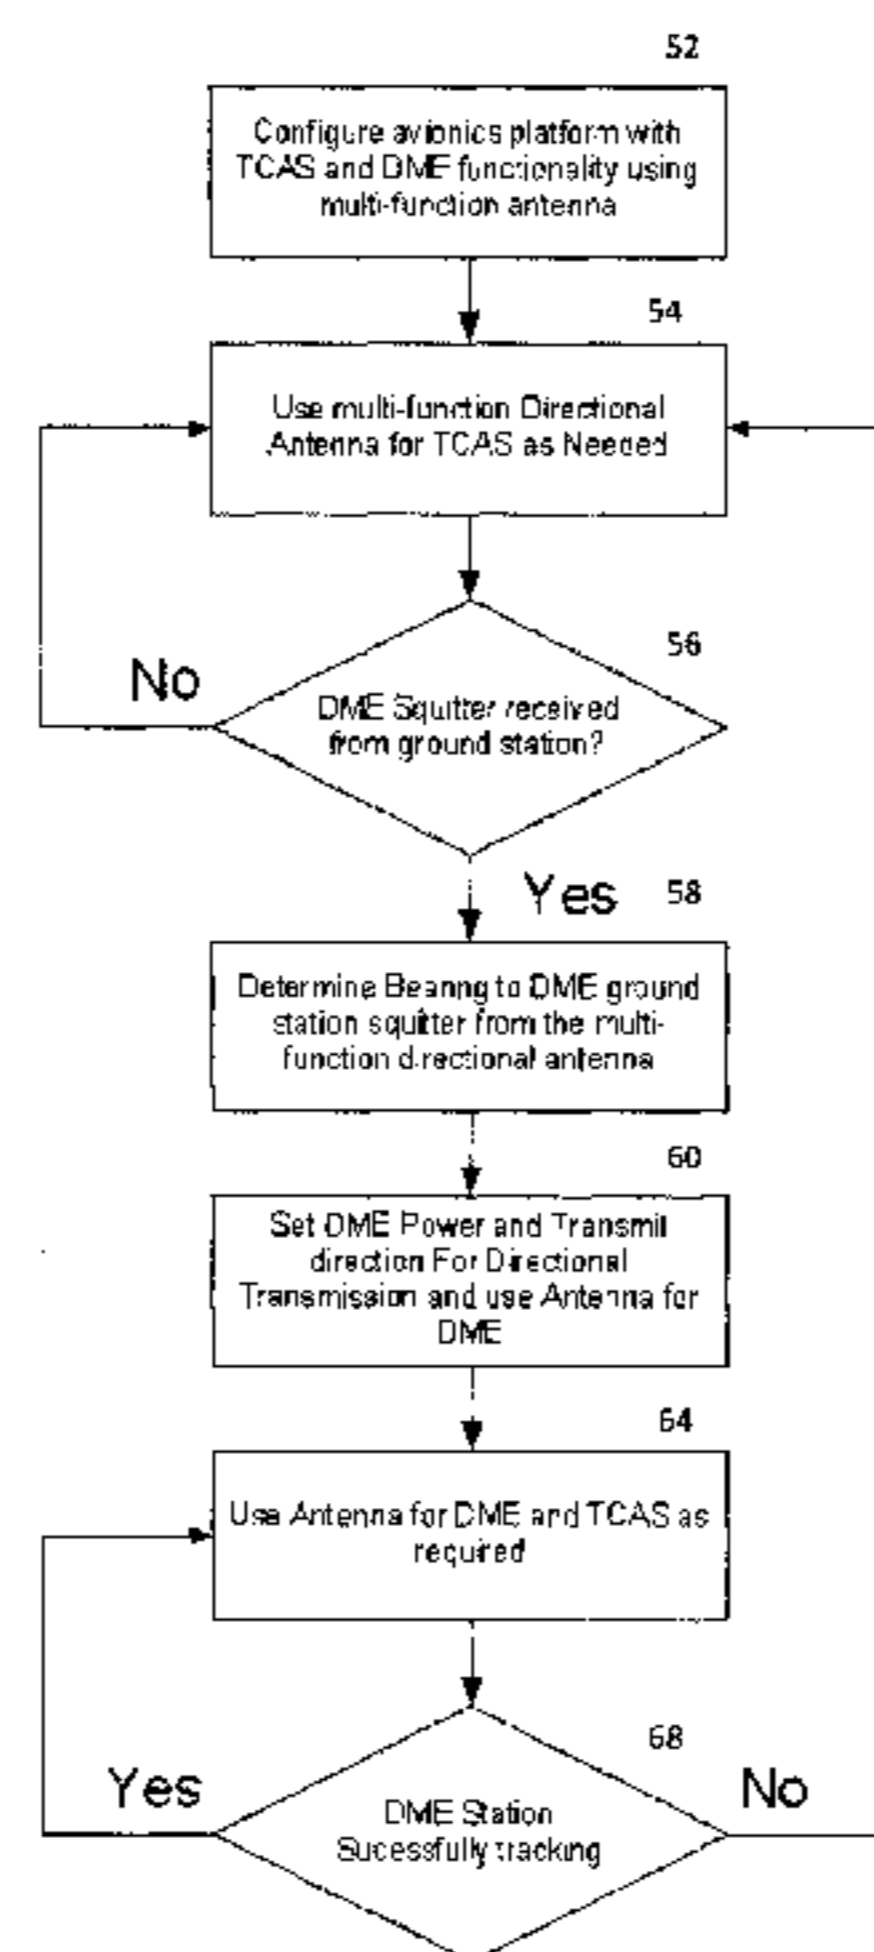 52
Configure avionics platform with
TCAS and DME functionality using
multi-function antenna
54
Use multi-function Directional
Antenna for TCAS as Needed
56
No
DME Squitter received
from ground station?
Yes
58
Determine Bearing to DME ground
station squitter from the multi-
function directional antenna
60
Set DME Power and Transmit
direction For Directional
Transmission and use Antenna for
DME
64
Use Antenna for DME and TCAS as
required
68
Yes
No
DME Station
Sucessfully tracking